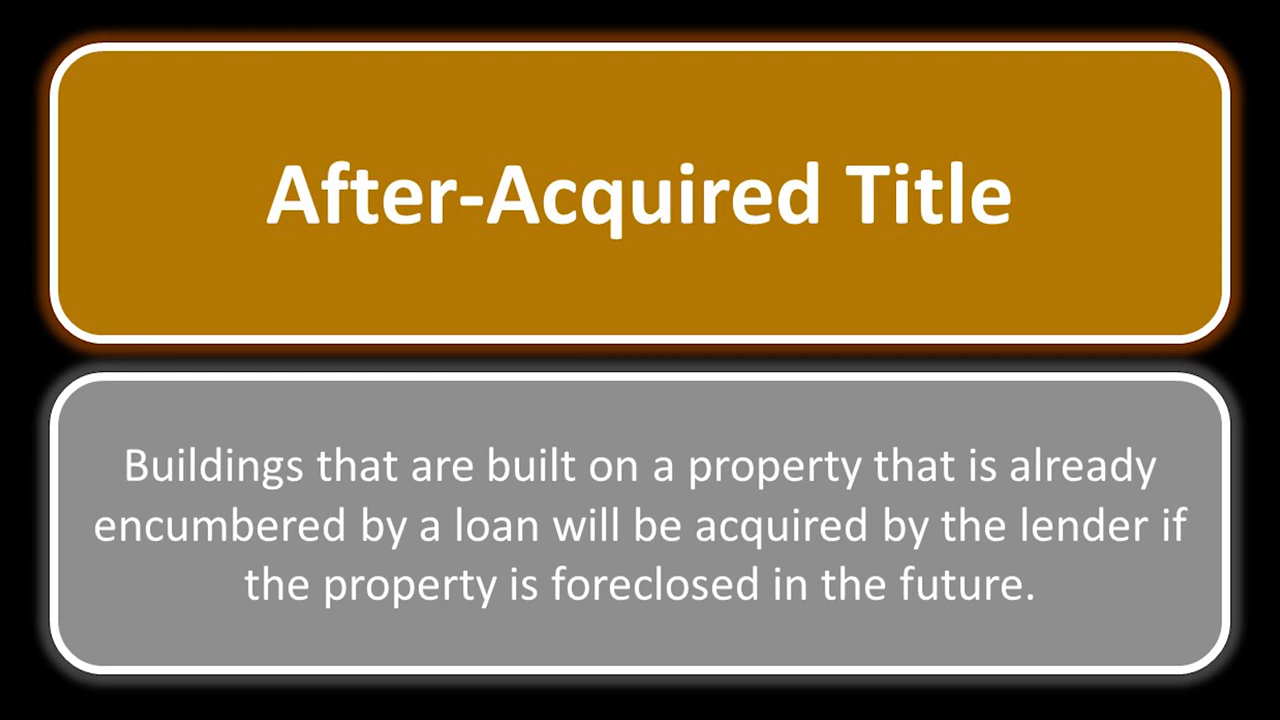 After-Acquired Title
Buildings that are built on a property that is already
encumbered by a loan will be acquired by the lender if
the property is foreclosed in the future.